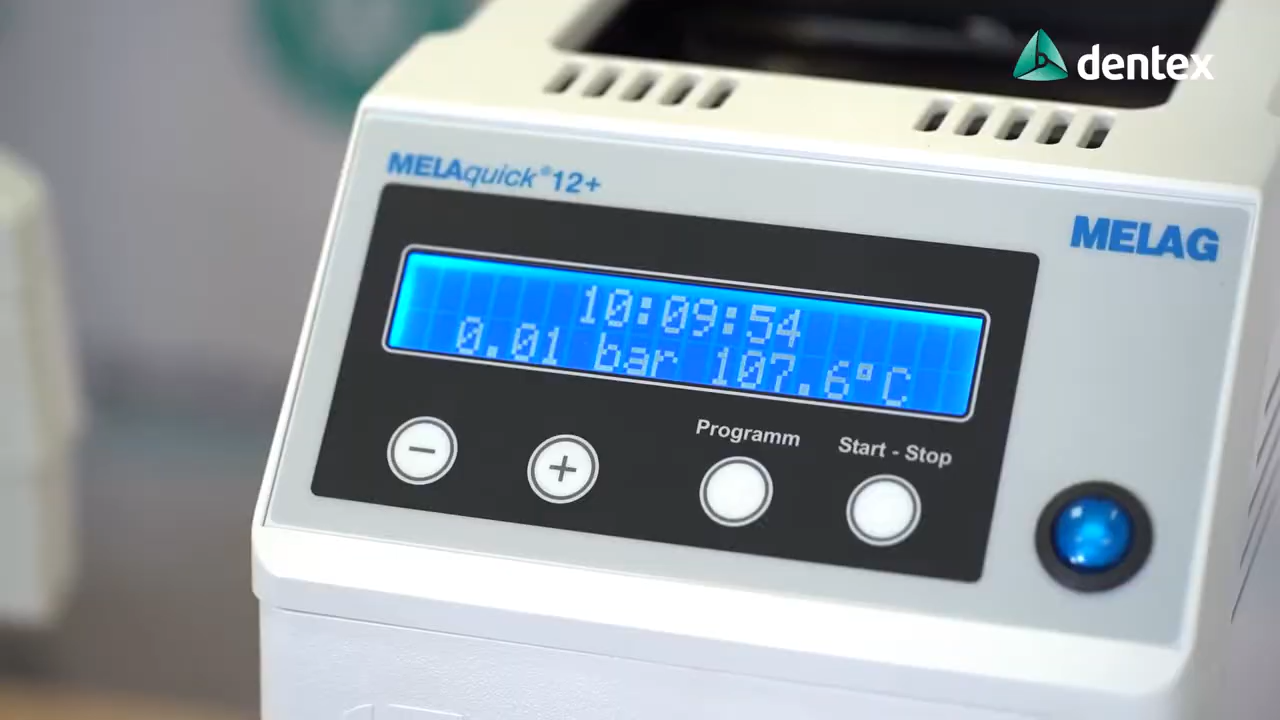 dentex
MELAquick®12+
MELAG
10:09:54
0.01 bar 107.6°C
Programm
Start - Stop
− +